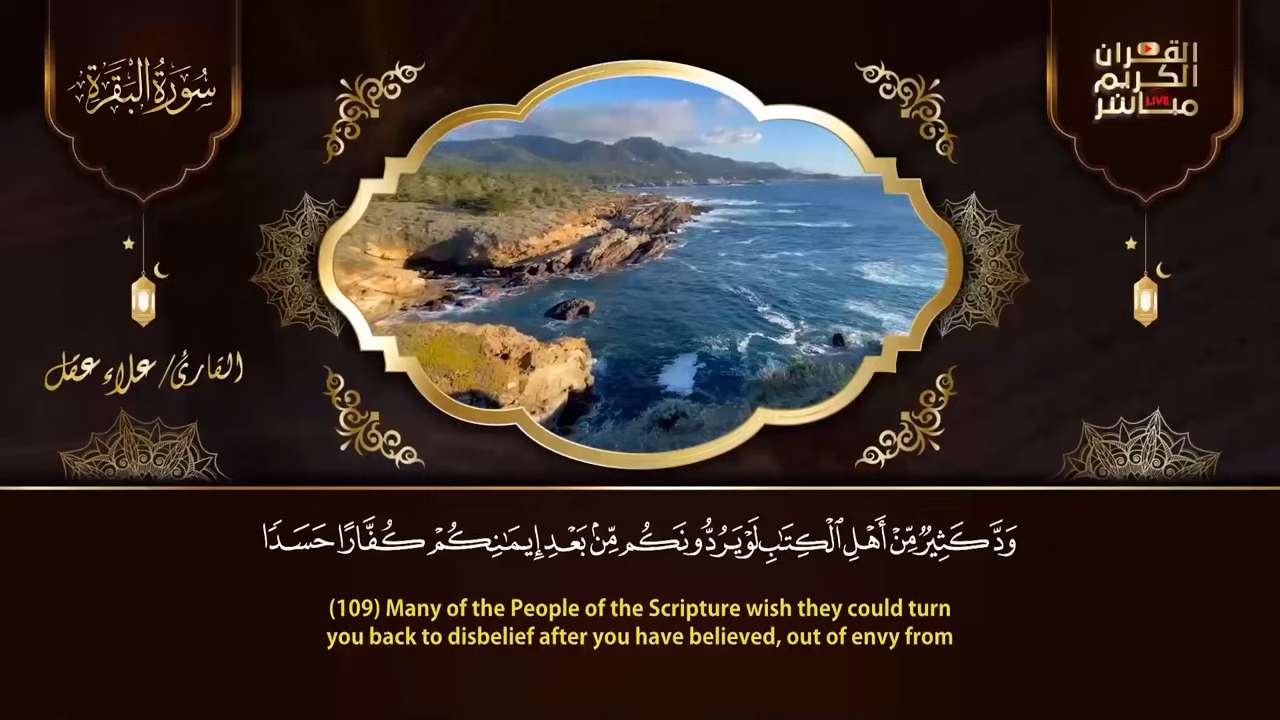 سُورَةُ البَقَرَةِ
القرآن
الكريم
مباشر
LIVE
القارئ/ علاء عقل
وَدَّ كَثِيرٌ مِّنْ أَهْلِ ٱلْكِتَٰبِ لَوْ يَرُدُّونَكُم مِّنۢ بَعْدِ إِيمَٰنِكُمْ كُفَّارًا حَسَدًا
(109) Many of the People of the Scripture wish they could turn
you back to disbelief after you have believed, out of envy from